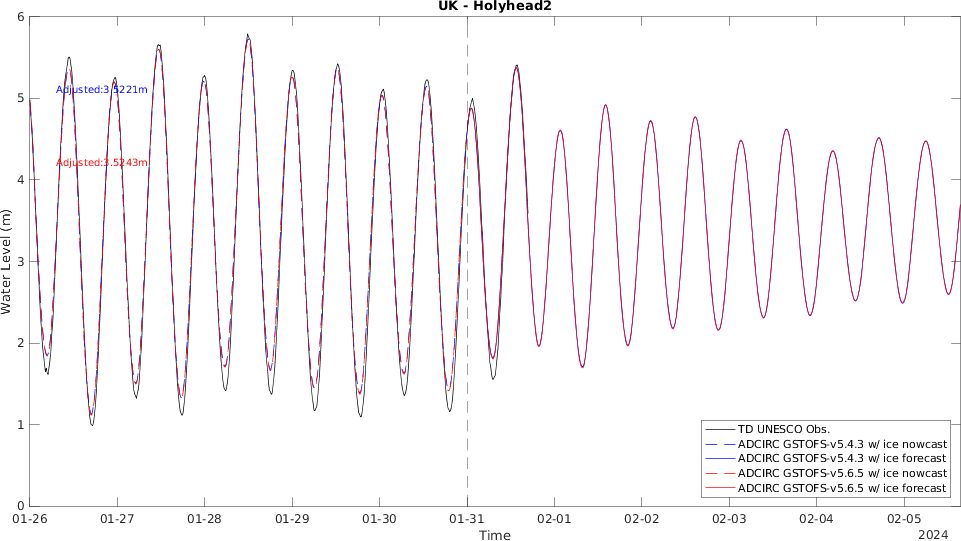 UK - Holyhead2
6
5
4
3
2
1
0
Water Level (m)
Adjusted:3.5221m
Adjusted:3.5243m
TD UNESCO Obs.
ADCIRC GSTOFS-v5.4.3 w/ ice nowcast
ADCIRC GSTOFS-v5.4.3 w/ ice forecast
ADCIRC GSTOFS-v5.6.5 w/ ice nowcast
ADCIRC GSTOFS-v5.6.5 w/ ice forecast
01-26 01-27 01-28 01-29 01-30 01-31 02-01 02-02 02-03 02-04 02-05
Time
2024